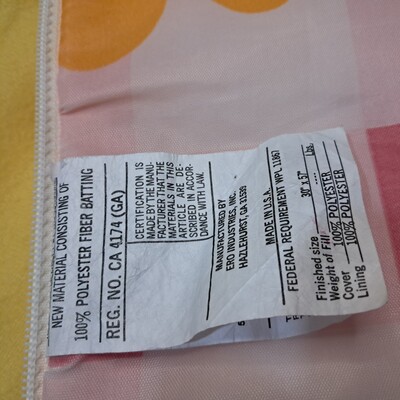 NEW MATERIAL CONSISTING OF
100% POLYESTER FIBER BATTING
REG. NO. CA 4174 (GA)
CERTIFICATION IS
MADE BY THE MANU-
FACTURER THAT THE
MATERIALS IN THIS
ARTICLE ARE DE-
SCRIBED IN ACCOR-
DANCE WITH LAW.
MANUFACTURED BY
ERO INDUSTRIES, INC.
HAZLEHURST, GA 31539
MADE IN U.S.A.
FEDERAL REQUIREMENT WPL 11867
Finished size 30" x 57"
Weight of Fill Lbs.
Cover 100% POLYESTER
Lining 100% POLYESTER